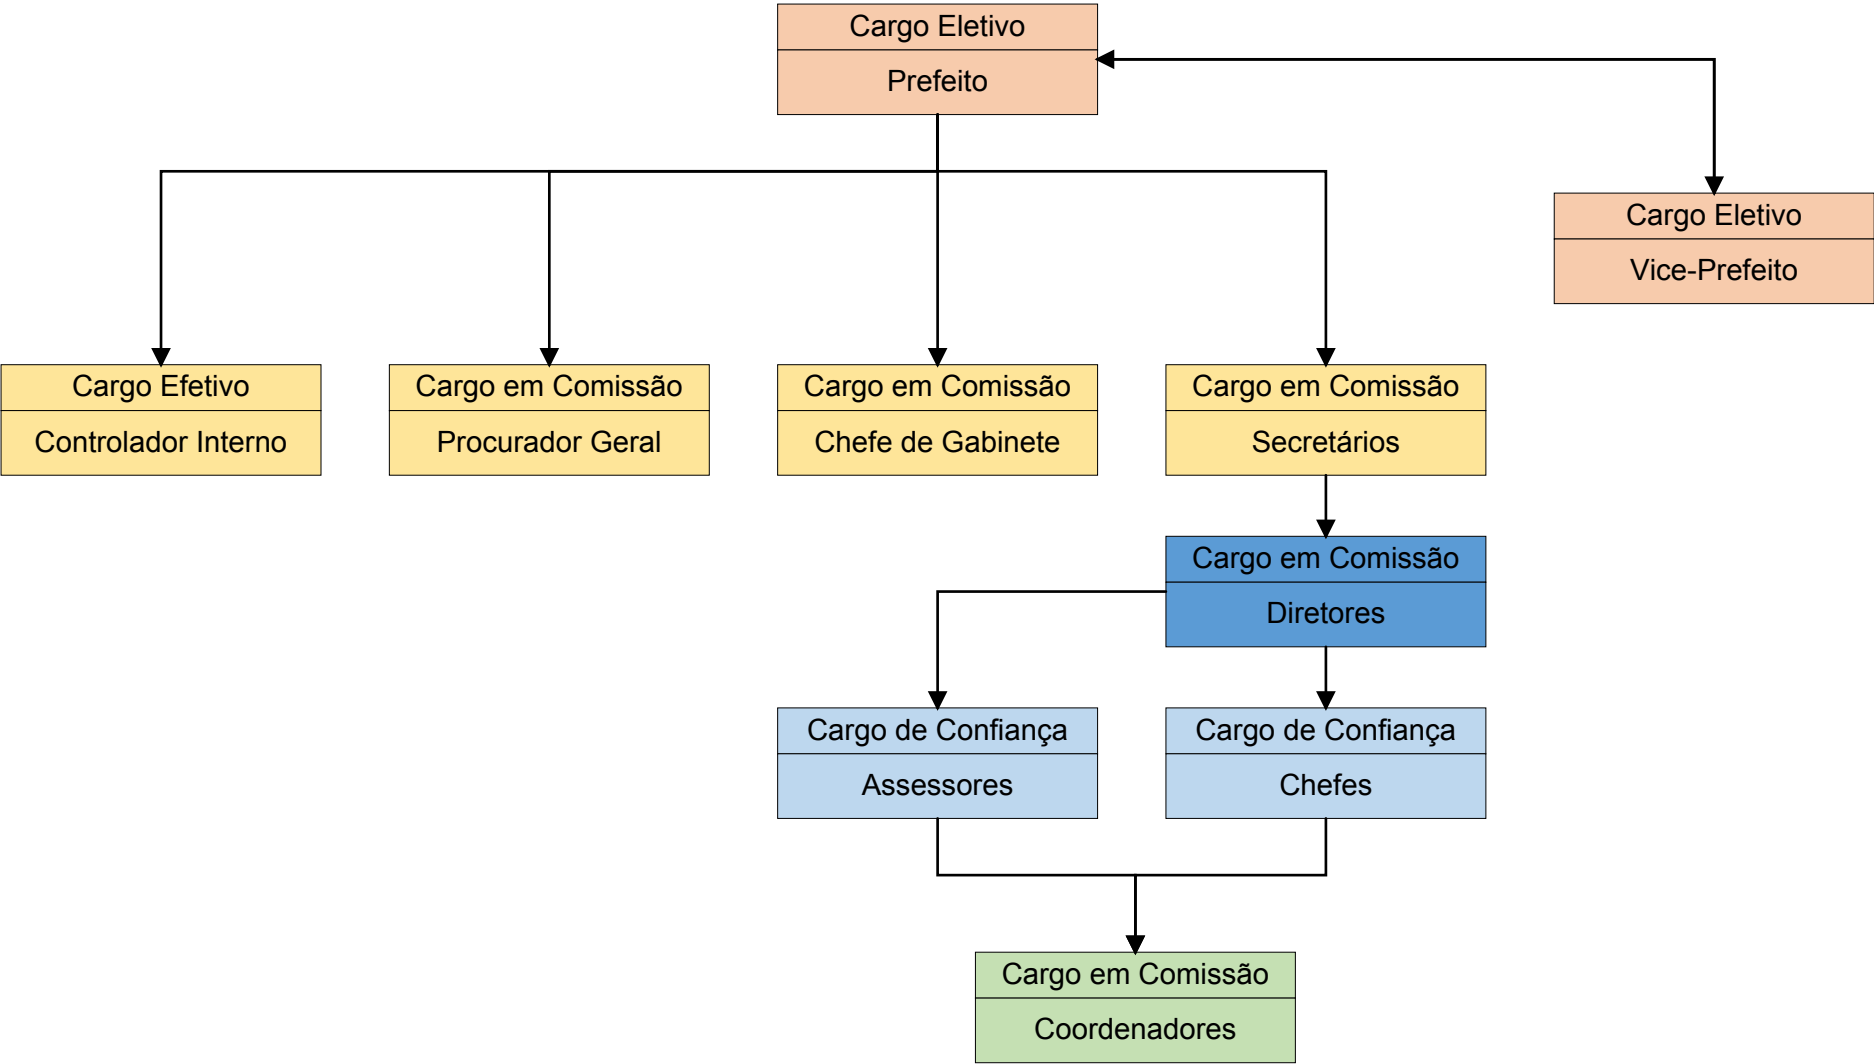 Cargo Eletivo
Prefeito
Cargo Eletivo
Vice-Prefeito
Cargo Efetivo
Controlador Interno
Cargo em Comissão
Procurador Geral
Cargo em Comissão
Chefe de Gabinete
Cargo em Comissão
Secretários
Cargo em Comissão
Diretores
Cargo de Confiança
Assessores
Cargo de Confiança
Chefes
Cargo em Comissão
Coordenadores